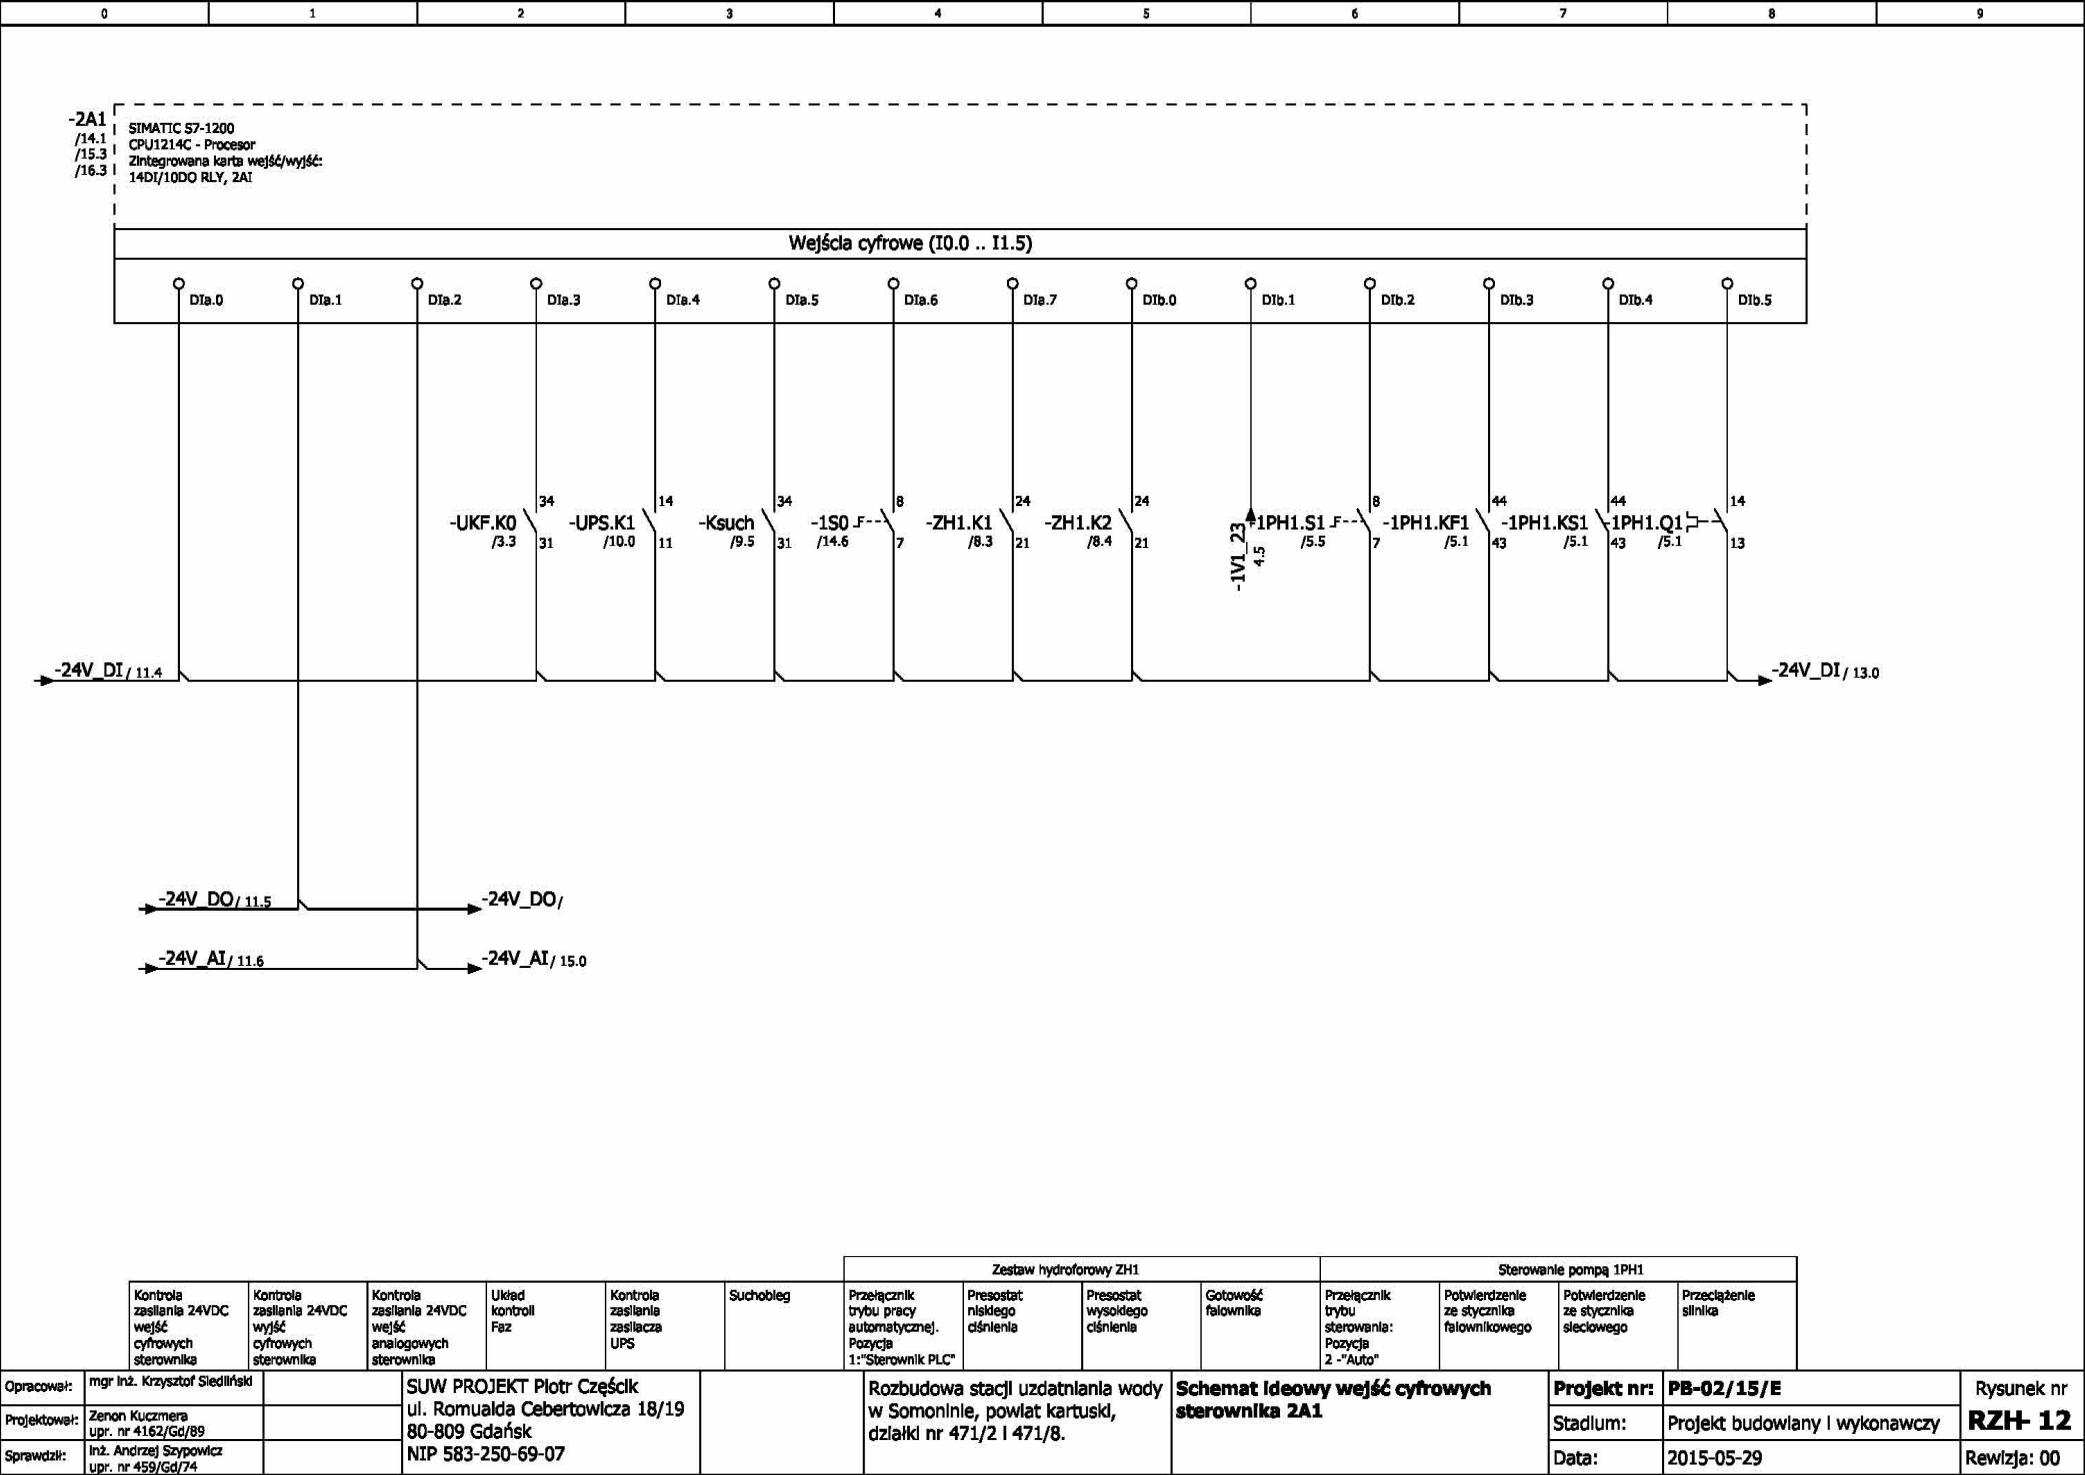 0 1 2 3 4 5 6 7 8 9
-2A1
/14.1
/15.3
/16.3
SIMATIC S7-1200
CPU1214C - Procesor
Zintegrowana karta wejść/wyjść:
14DI/10DO RLY, 2AI
Wejścia cyfrowe (I0.0 .. I1.5)
DIa.0 DIa.1 DIa.2 DIa.3 DIa.4 DIa.5 DIa.6 DIa.7 DIb.0 DIb.1 DIb.2 DIb.3 DIb.4 DIb.5
34 14 34 8 24 24 8 44 44 14
-UKF.K0 -UPS.K1 -Ksuch -1S0 -ZH1.K1 -ZH1.K2 -1PH1.S1 -1PH1.KF1 -1PH1.KS1 -1PH1.Q1
/3.3 31 /10.0 11 /9.5 31 /14.6 7 /8.3 21 /8.4 21 /5.5 7 /5.1 43 /5.1 43 /5.1 13
-1V1_23
4.5
-24V_DI / 11.4
-24V_DI / 13.0
-24V_DO / 11.5
-24V_DO /
-24V_AI / 11.6
-24V_AI / 15.0
Zestaw hydroforowy ZH1
Sterowanie pompą 1PH1
Kontrola
zasilania 24VDC
wejść
cyfrowych
sterownika
Kontrola
zasilania 24VDC
wyjść
cyfrowych
sterownika
Kontrola
zasilania 24VDC
wejść
analogowych
sterownika
Układ
kontroli
Faz
Kontrola
zasilania
zasilacza
UPS
Suchobieg
Przełącznik
trybu pracy
automatycznej.
Pozycja
1:"Sterownik PLC"
Presostat
niskiego
ciśnienia
Presostat
wysokiego
ciśnienia
Gotowość
falownika
Przełącznik
trybu
sterowania:
Pozycja
2 -"Auto"
Potwierdzenie
ze stycznika
falownikowego
Potwierdzenie
ze stycznika
sieciowego
Przeciążenie
silnika
Opracował:
mgr inż. Krzysztof Siedliński
Projektował:
Zenon Kuczmera
upr. nr 4162/Gd/89
Sprawdził:
inż. Andrzej Szypowicz
upr. nr 459/Gd/74
SUW PROJEKT Piotr Częścik
ul. Romualda Cebertowicza 18/19
80-809 Gdańsk
NIP 583-250-69-07
Rozbudowa stacji uzdatniania wody
w Somoninie, powiat kartuski,
działki nr 471/2 i 471/8.
Schemat ideowy wejść cyfrowych
sterownika 2A1
Projekt nr: PB-02/15/E
Stadium: Projekt budowlany i wykonawczy
Data: 2015-05-29
Rysunek nr
RZH- 12
Rewizja: 00